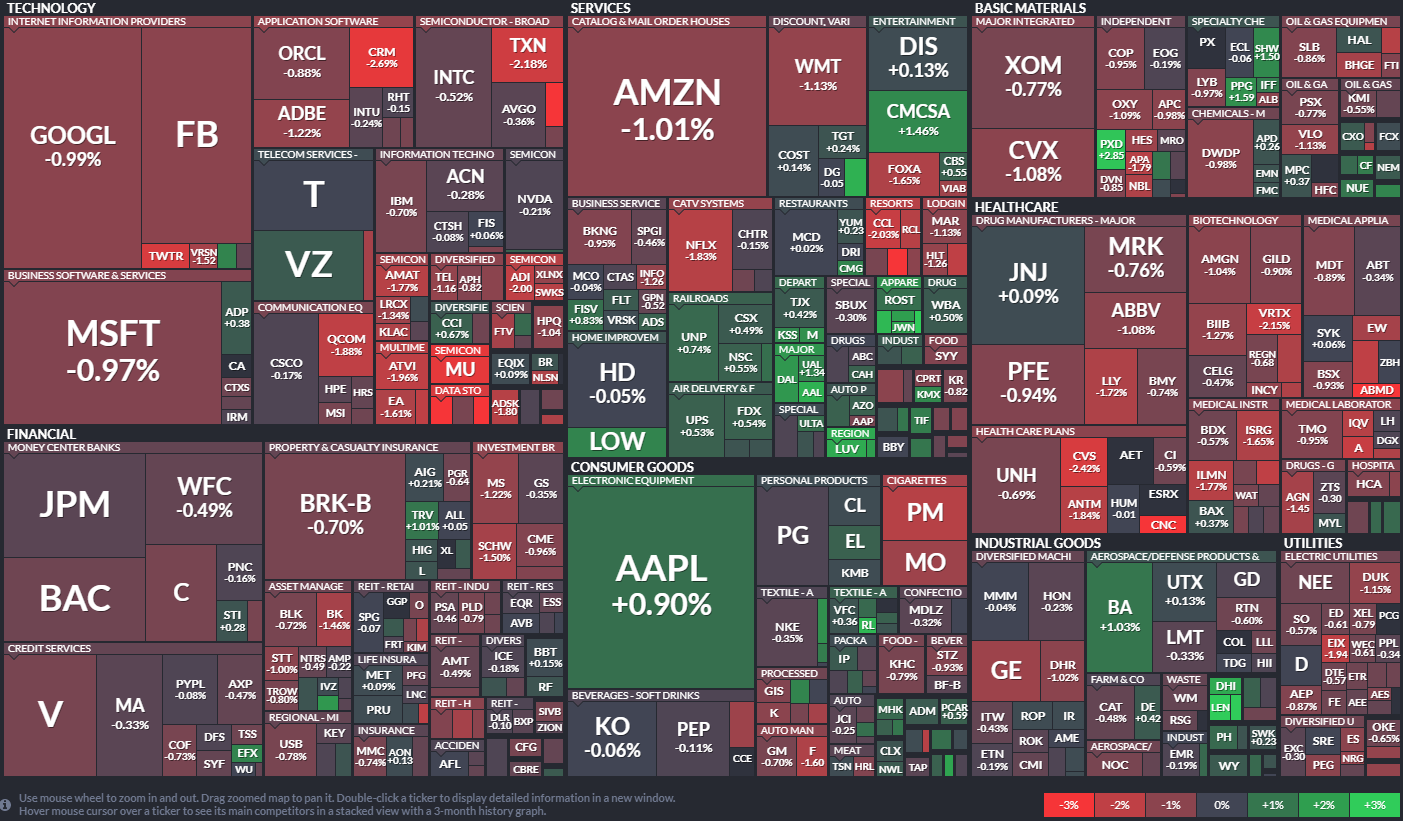 TECHNOLOGY
INTERNET INFORMATION PROVIDERS
GOOGL
-0.99%
FB
TWTR
VRSN
-1.52
APPLICATION SOFTWARE
ORCL
-0.88%
CRM
-2.69%
ADBE
-1.22%
INTU
-0.24%
RHT
-0.15
SEMICONDUCTOR - BROAD
INTC
-0.52%
TXN
-2.18%
AVGO
-0.36%
TELECOM SERVICES -
T
VZ
INFORMATION TECHNO
IBM
-0.70%
ACN
-0.28%
CTSH
-0.08%
FIS
+0.06%
SEMICON
NVDA
-0.21%
BUSINESS SOFTWARE & SERVICES
MSFT
-0.97%
ADP
+0.38
CA
CTXS
IRM
COMMUNICATION EQ
CSCO
-0.17%
QCOM
-1.88%
HPE
HRS
MSI
SEMICON
AMAT
-1.77%
LRCX
-1.34%
KLAC
DIVERSIFIED
TEL
-1.16
APH
-0.82
SEMICON
ADI
-2.00
XLNX
SWKS
DIVERSIFIE
CCI
+0.67%
SCIEN
FTV
HPQ
-1.04
MULTIME
ATVI
-1.96%
EA
-1.61%
SEMICON
MU
DATA STO
EQIX
+0.09%
BR
NLSN
ADSK
-1.80
SERVICES
CATALOG & MAIL ORDER HOUSES
AMZN
-1.01%
DISCOUNT, VARI
WMT
-1.13%
COST
+0.14%
TGT
+0.24%
DG
-0.05
ENTERTAINMENT
DIS
+0.13%
CMCSA
+1.46%
FOXA
-1.65%
CBS
+0.55
VIAB
BUSINESS SERVICE
BKNG
-0.95%
SPGI
-0.46%
MCO
-0.04%
CTAS
INFO
-1.26
FISV
+0.83%
FLT
GPN
-0.52
VRSK
ADS
CATV SYSTEMS
NFLX
-1.83%
CHTR
-0.15%
RESTAURANTS
MCD
+0.02%
YUM
+0.23
DRI
CMG
RESORTS
CCL
-2.03%
RCL
LODGIN
MAR
-1.13%
HLT
-1.26
RAILROADS
UNP
+0.74%
CSX
+0.49%
NSC
+0.55%
DEPART
TJX
+0.42%
KSS
M
SPECIAL
SBUX
-0.30%
APPARE
ROST
JWN
DRUG
WBA
+0.50%
HOME IMPROVEM
HD
-0.05%
LOW
AIR DELIVERY & F
UPS
+0.53%
FDX
+0.54%
MAJOR
DAL
UAL
+1.34
AAL
DRUGS
ABC
CAH
INDUST
FOOD
SYY
CPRT
KR
-0.82
KMX
AUTO P
AZO
AAP
SPECIAL
ULTA
REGION
LUV
TIF
BBY
BASIC MATERIALS
MAJOR INTEGRATED
XOM
-0.77%
CVX
-1.08%
INDEPENDENT
COP
-0.95%
EOG
-0.19%
OXY
-1.09%
APC
-0.98%
PXD
+2.85
HES
MRO
APA
-1.79
DVN
-0.85
NBL
SPECIALTY CHE
PX
ECL
-0.06
SHW
+1.50
LYB
-0.97%
PPG
+1.59
IFF
ALB
CHEMICALS - M
DWDP
-0.98%
APD
+0.26
EMN
FMC
OIL & GAS EQUIPMEN
SLB
-0.86%
HAL
BHGE
FTI
OIL & GA
PSX
-0.77%
VLO
-1.13%
MPC
+0.37
HFC
OIL & GAS
KMI
-0.55%
CXO
FCX
CF
NEM
NUE
HEALTHCARE
DRUG MANUFACTURERS - MAJOR
JNJ
+0.09%
MRK
-0.76%
ABBV
-1.08%
PFE
-0.94%
LLY
-1.72%
BMY
-0.74%
BIOTECHNOLOGY
AMGN
-1.04%
GILD
-0.90%
BIIB
-1.27%
VRTX
-2.15%
REGN
-0.68
CELG
-0.47%
INCY
MEDICAL APPLIA
MDT
-0.89%
ABT
-0.34%
SYK
+0.06%
EW
BSX
-0.93%
ZBH
ABMD
HEALTH CARE PLANS
UNH
-0.69%
CVS
-2.42%
AET
CI
-0.59%
ANTM
-1.84%
HUM
-0.01
ESRX
CNC
MEDICAL INSTR
BDX
-0.57%
ISRG
-1.65%
ILMN
-1.77%
WAT
BAX
+0.37%
MEDICAL LABORATOR
TMO
-0.95%
IQV
LH
A
DGX
DRUGS - G
AGN
-1.45
ZTS
-0.30
MYL
HOSPITA
HCA
FINANCIAL
MONEY CENTER BANKS
JPM
WFC
-0.49%
BAC
C
PNC
-0.16%
STI
+0.28
PROPERTY & CASUALTY INSURANCE
BRK-B
-0.70%
AIG
+0.21%
PGR
-0.64
TRV
+1.01%
ALL
+0.05
HIG
XL
L
INVESTMENT BR
MS
-1.22%
GS
-0.35%
SCHW
-1.50%
CME
-0.96%
CREDIT SERVICES
V
MA
-0.33%
PYPL
-0.08%
AXP
-0.47%
COF
-0.73%
DFS
SYF
TSS
EFX
WU
ASSET MANAGE
BLK
-0.72%
BK
-1.46%
STT
-1.00%
NTRS
-0.49
AMP
-0.22
TROW
-0.80%
IVZ
REGIONAL - MI
USB
-0.78%
KEY
REIT - RETAI
SPG
-0.07
GGP
O
FRT
KIM
LIFE INSURA
MET
+0.09%
PFG
LNC
PRU
INSURANCE
MMC
-0.74%
AON
+0.13
REIT - INDU
PSA
-0.46
PLD
-0.79
REIT -
AMT
-0.49%
REIT - H
ACCIDEN
AFL
REIT - RES
EQR
ESS
AVB
DIVERS
ICE
-0.18%
BBT
+0.15%
RF
REIT -
DLR
-0.10
BXP
SIVB
ZION
CFG
CBRE
CONSUMER GOODS
ELECTRONIC EQUIPMENT
AAPL
+0.90%
PERSONAL PRODUCTS
PG
CL
EL
KMB
CIGARETTES
PM
MO
TEXTILE - A
NKE
-0.35%
TEXTILE - A
VFC
+0.36
RL
CONFECTIO
MDLZ
-0.32%
PACKA
IP
FOOD -
KHC
-0.79%
BEVER
STZ
-0.93%
BF-B
BEVERAGES - SOFT DRINKS
KO
-0.06%
PEP
-0.11%
CCE
PROCESSED
GIS
K
AUTO MAN
GM
-0.70%
F
-1.60
AUTO
JCI
-0.25
MEAT
TSN
HRL
MHK
ADM
PCAR
+0.59
CLX
NWL
TAP
INDUSTRIAL GOODS
DIVERSIFIED MACHI
MMM
-0.04%
HON
-0.23%
GE
DHR
-1.02%
ITW
-0.43%
ROP
IR
ETN
-0.19%
ROK
AME
CMI
AEROSPACE/DEFENSE PRODUCTS &
BA
+1.03%
UTX
+0.13%
GD
RTN
-0.60%
LMT
-0.33%
COL
LLL
TDG
HII
FARM & CO
CAT
-0.48%
DE
+0.42
AEROSPACE/
NOC
WASTE
WM
RSG
INDUST
EMR
-0.19%
DHI
LEN
PH
SWK
+0.23
WY
UTILITIES
ELECTRIC UTILITIES
NEE
DUK
-1.15%
SO
-0.57%
ED
-0.61
XEL
-0.79
PCG
D
EIX
-1.94
WEC
-0.61
PPL
-0.34
DTE
-0.57
ETR
AEP
-0.87%
FE
AEE
AES
DIVERSIFIED U
EXC
-0.30
SRE
ES
OKE
-0.65%
PEG
NRG
Use mouse wheel to zoom in and out. Drag zoomed map to pan it. Double-click a ticker to display detailed information in a new window.
Hover mouse cursor over a ticker to see its main competitors in a stacked view with a 3-month history graph.
-3% -2% -1% 0% +1% +2% +3%